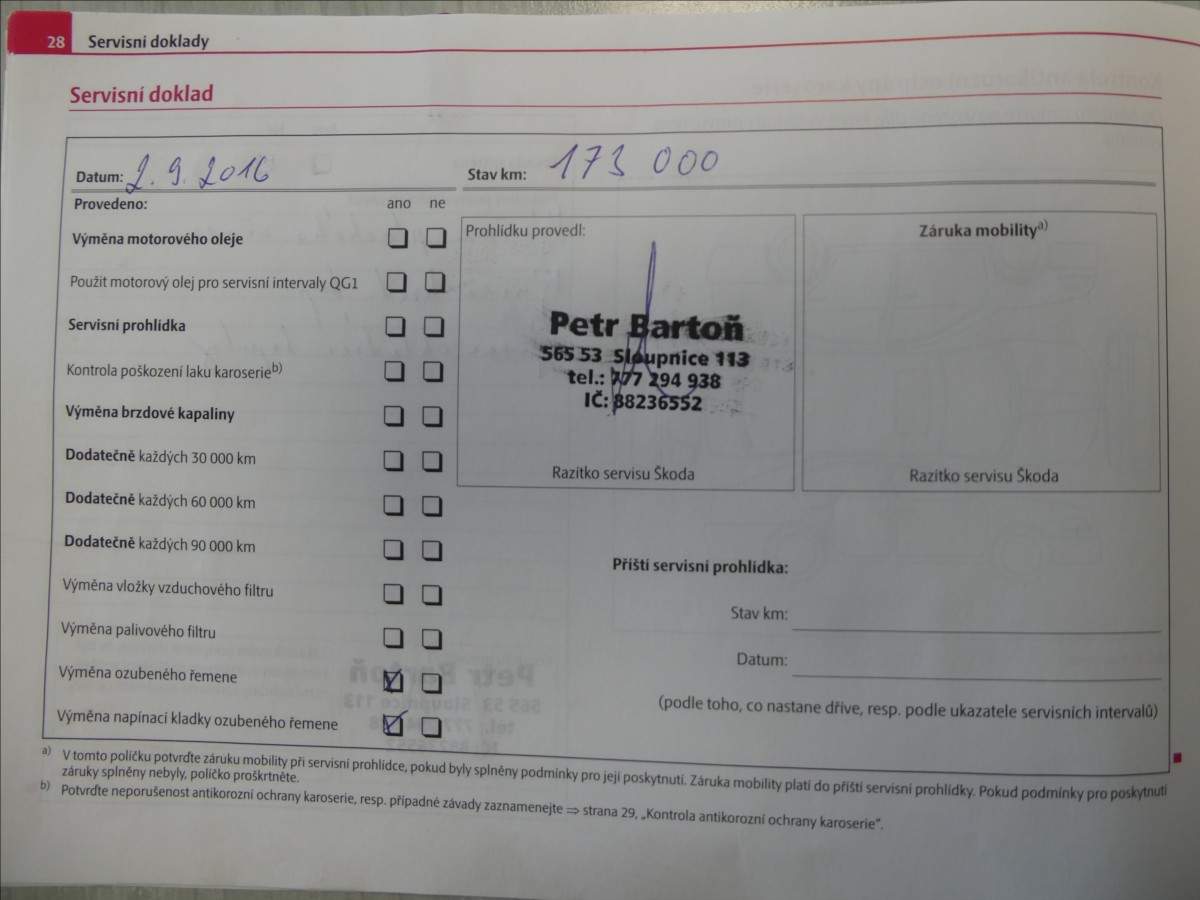 28 Servisní doklady
Servisní doklad
Datum: 2. 9. 2016 Stav km: 173 000
Provedeno: ano ne
Výměna motorového oleje
Použit motorový olej pro servisní intervaly QG1
Servisní prohlídka
Kontrola poškození laku karoserie b)
Výměna brzdové kapaliny
Dodatečně každých 30 000 km
Dodatečně každých 60 000 km
Dodatečně každých 90 000 km
Výměna vložky vzduchového filtru
Výměna palivového filtru
Výměna ozubeného řemene
Výměna napínací kladky ozubeného řemene
Prohlídku provedl:
Petr Bartoň
565 53 Sloupnice 113
tel.: 777 294 938
IČ: 88236552
Razítko servisu Škoda
Záruka mobility a)
Razítko servisu Škoda
Příští servisní prohlídka:
Stav km:
Datum:
(podle toho, co nastane dříve, resp. podle ukazatele servisních intervalů)
a) V tomto políčku potvrďte záruku mobility při servisní prohlídce, pokud byly splněny podmínky pro její poskytnutí. Záruka mobility platí do příští servisní prohlídky. Pokud podmínky pro poskytnutí
záruky splněny nebyly, políčko proškrtněte.
b) Potvrďte neporušenost antikorozní ochrany karoserie, resp. případné závady zaznamenejte ⇒ strana 29, „Kontrola antikorozní ochrany karoserie“.